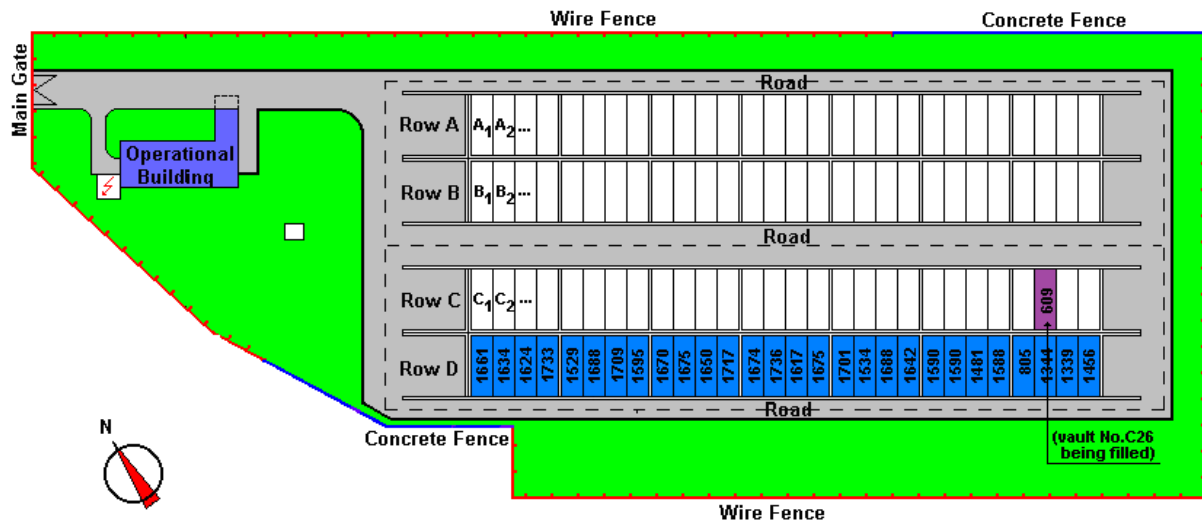 Wire Fence
Concrete Fence
Main Gate
Road
Row A
A1 A2 ...
Operational
Building
Row B
B1 B2 ...
Road
Row C
C1 C2 ...
609
Row D
1661 1634 1624 1733 1529 1688 1709 1595 1670 1675 1650 1717 1674 1736 1617 1675 1701 1534 1688 1642 1590 1590 1481 1588 805 1344 1339 1456
Road
N
Concrete Fence
(vault No.C26
being filled)
Wire Fence